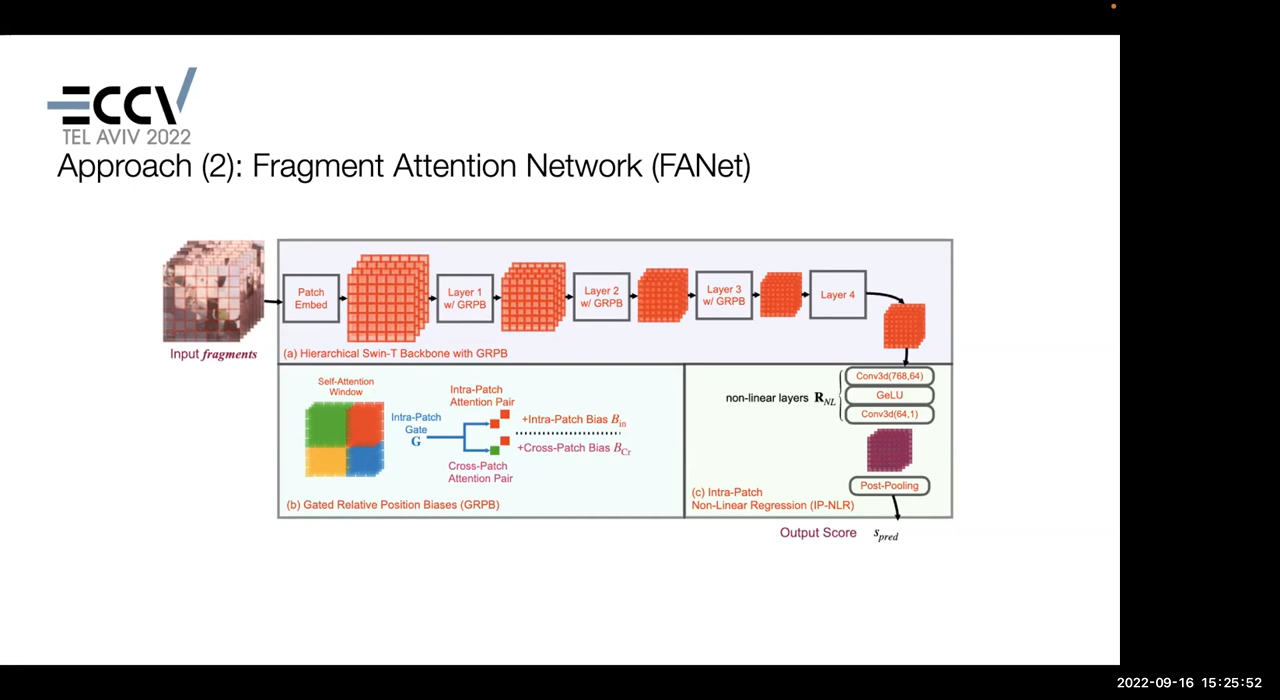 ECCV
TEL AVIV 2022
Approach (2): Fragment Attention Network (FANet)
Input fragments
Patch
Embed
Layer 1
w/ GRPB
Layer 2
w/ GRPB
Layer 3
w/ GRPB
Layer 4
(a) Hierarchical Swin-T Backbone with GRPB
Self-Attention
Window
Intra-Patch
Gate
G
Intra-Patch
Attention Pair
+Intra-Patch Bias B_in
+Cross-Patch Bias B_Cr
Cross-Patch
Attention Pair
(b) Gated Relative Position Biases (GRPB)
non-linear layers R_NL
Conv3d(768,64)
GeLU
Conv3d(64,1)
Post-Pooling
(c) Intra-Patch
Non-Linear Regression (IP-NLR)
Output Score s_pred
2022-09-16 15:25:52